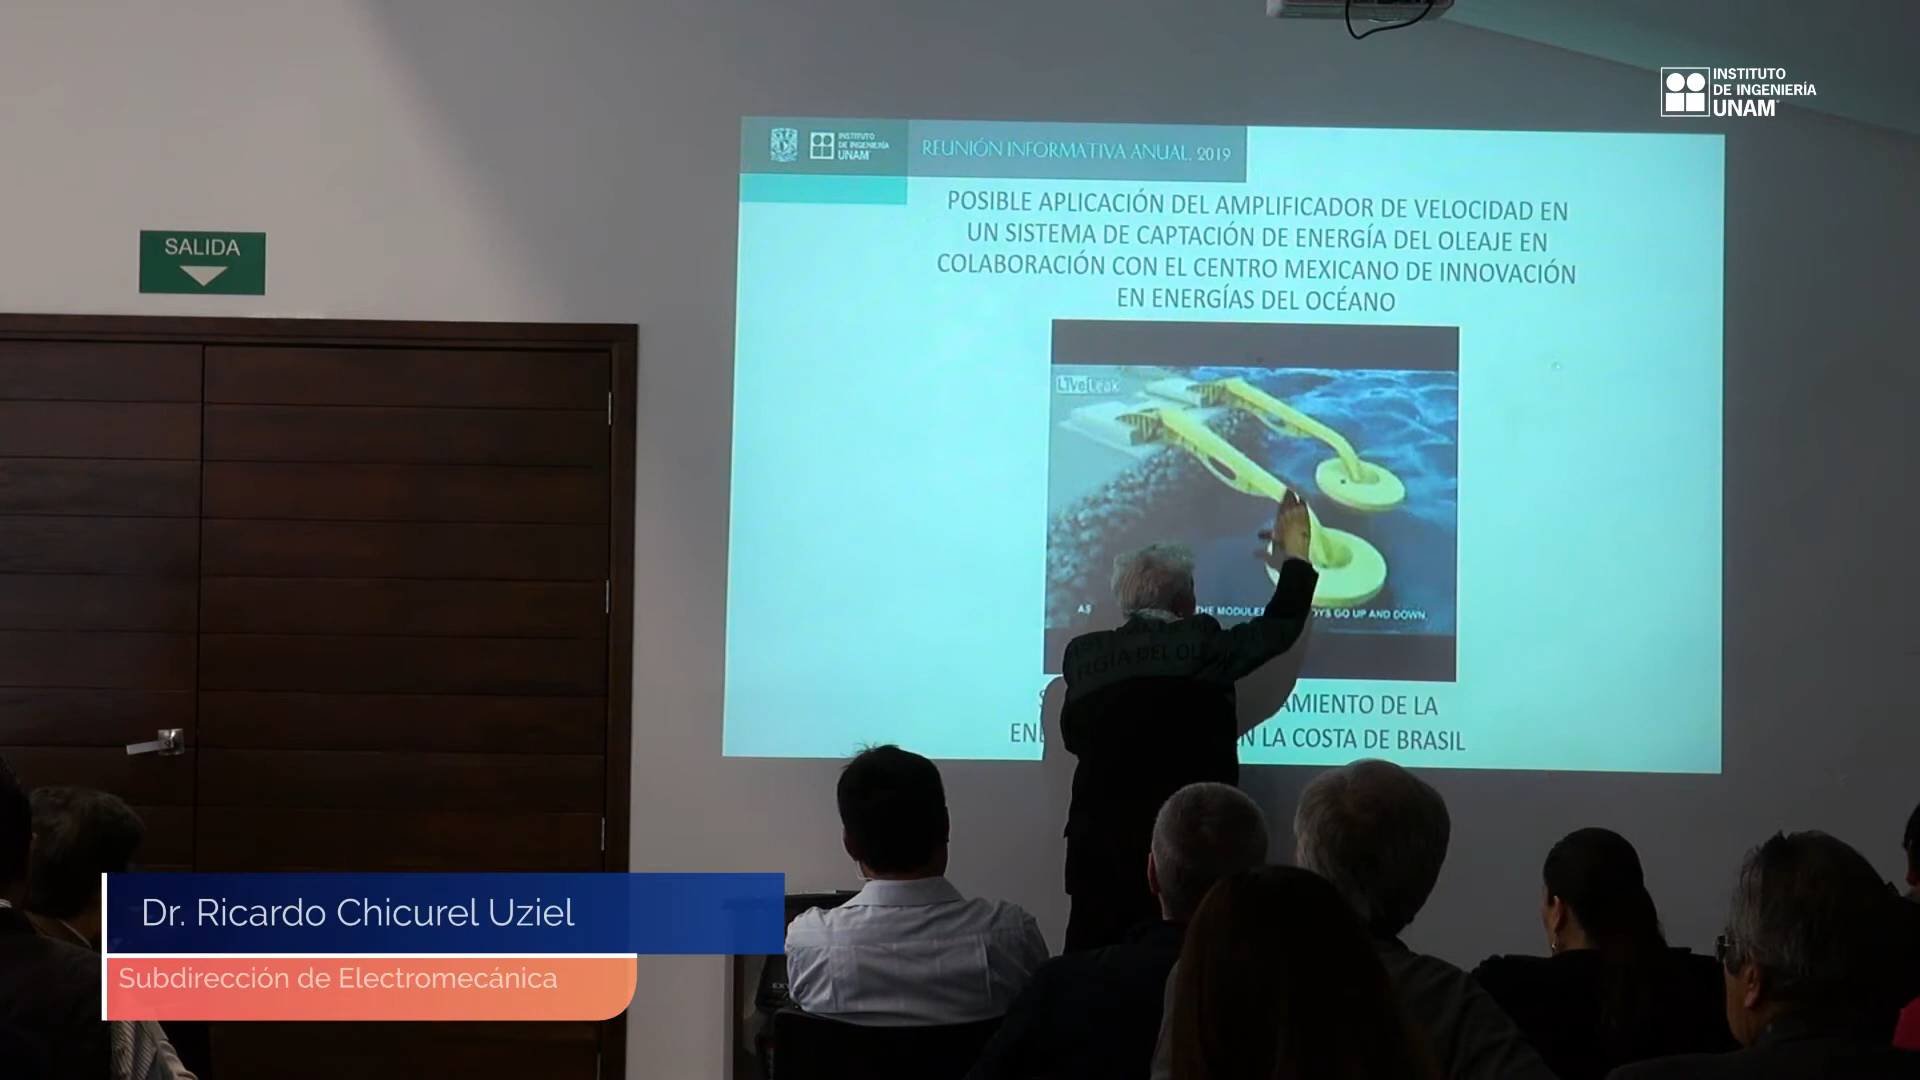 INSTITUTO
DE INGENIERÍA
UNAM
INSTITUTO
DE INGENIERÍA
UNAM
REUNIÓN INFORMATIVA ANUAL, 2019
POSIBLE APLICACIÓN DEL AMPLIFICADOR DE VELOCIDAD EN
UN SISTEMA DE CAPTACIÓN DE ENERGÍA DEL OLEAJE EN
COLABORACIÓN CON EL CENTRO MEXICANO DE INNOVACIÓN
EN ENERGÍAS DEL OCÉANO
SALIDA
LiveLeak
AS THE MODULES GO UP AND DOWN
DE LA
LA COSTA DE BRASIL
Dr. Ricardo Chicurel Uziel
Subdirección de Electromecánica